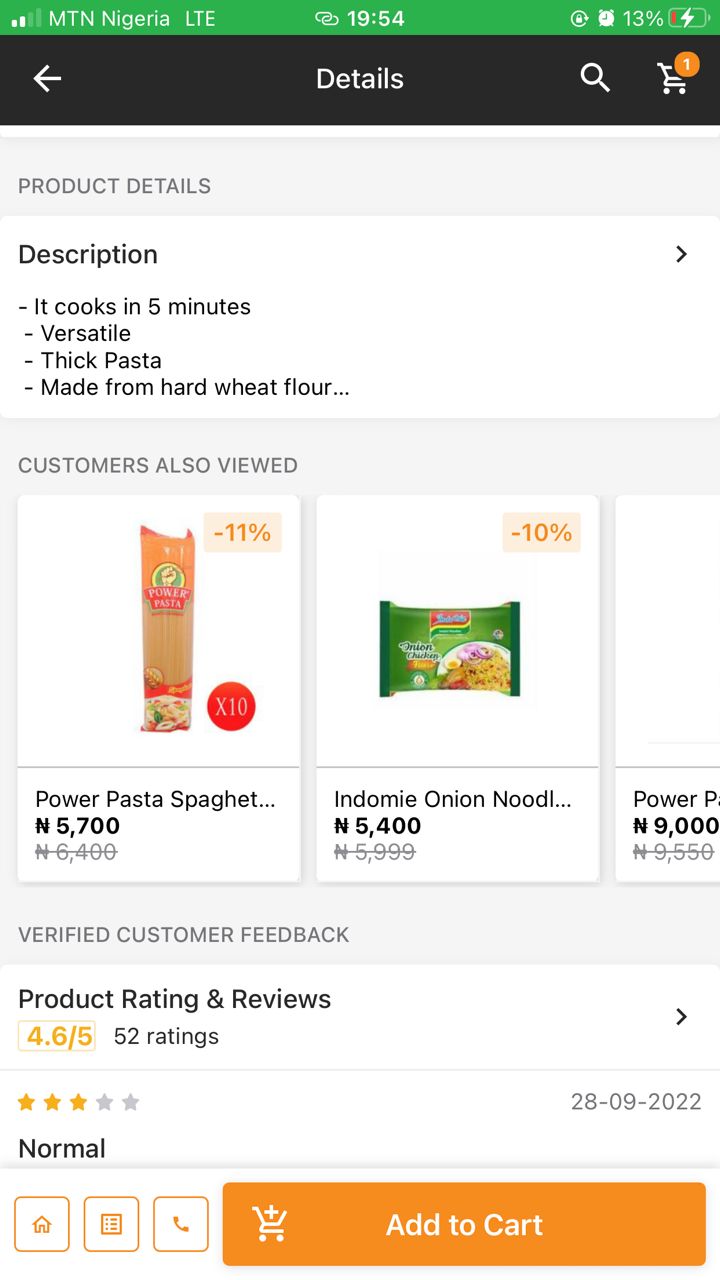 MTN Nigeria LTE 19:54 13%
Details 1
PRODUCT DETAILS
Description
- It cooks in 5 minutes
- Versatile
- Thick Pasta
- Made from hard wheat flour...
CUSTOMERS ALSO VIEWED
-11% -10%
POWER
PASTA
Spaghetti
X10
Indomie
Onion
Chicken
Power Pasta Spaghet... Indomie Onion Noodl... Power Pa
₦ 5,700 ₦ 5,400 ₦ 9,000
₦ 6,400 ₦ 5,999 ₦ 9,550
VERIFIED CUSTOMER FEEDBACK
Product Rating & Reviews
4.6/5 52 ratings
28-09-2022
Normal
Add to Cart